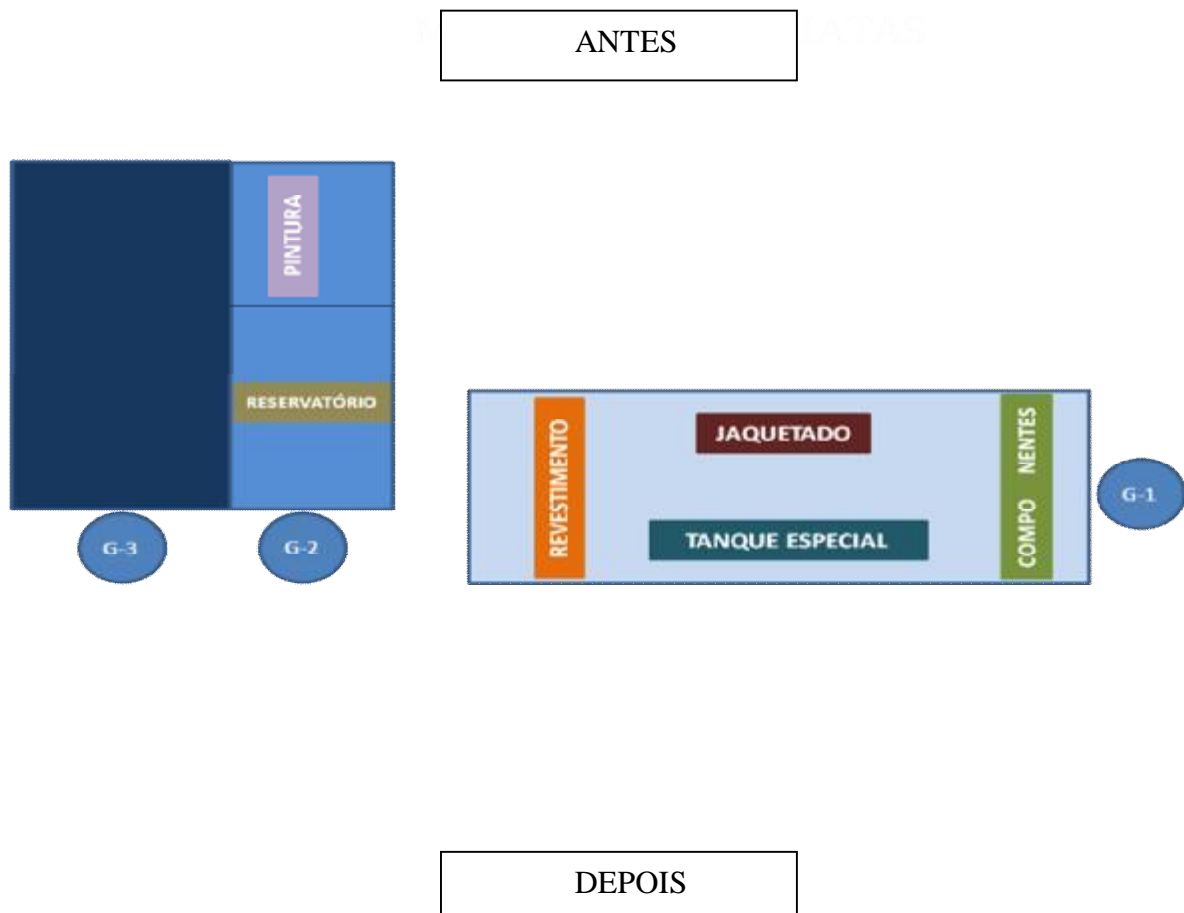 ANTES
PINTURA
RESERVATÓRIO
G-3
G-2
REVESTIMENTO
JAQUETADO
TANQUE ESPECIAL
COMPO NENTES
G-1
DEPOIS